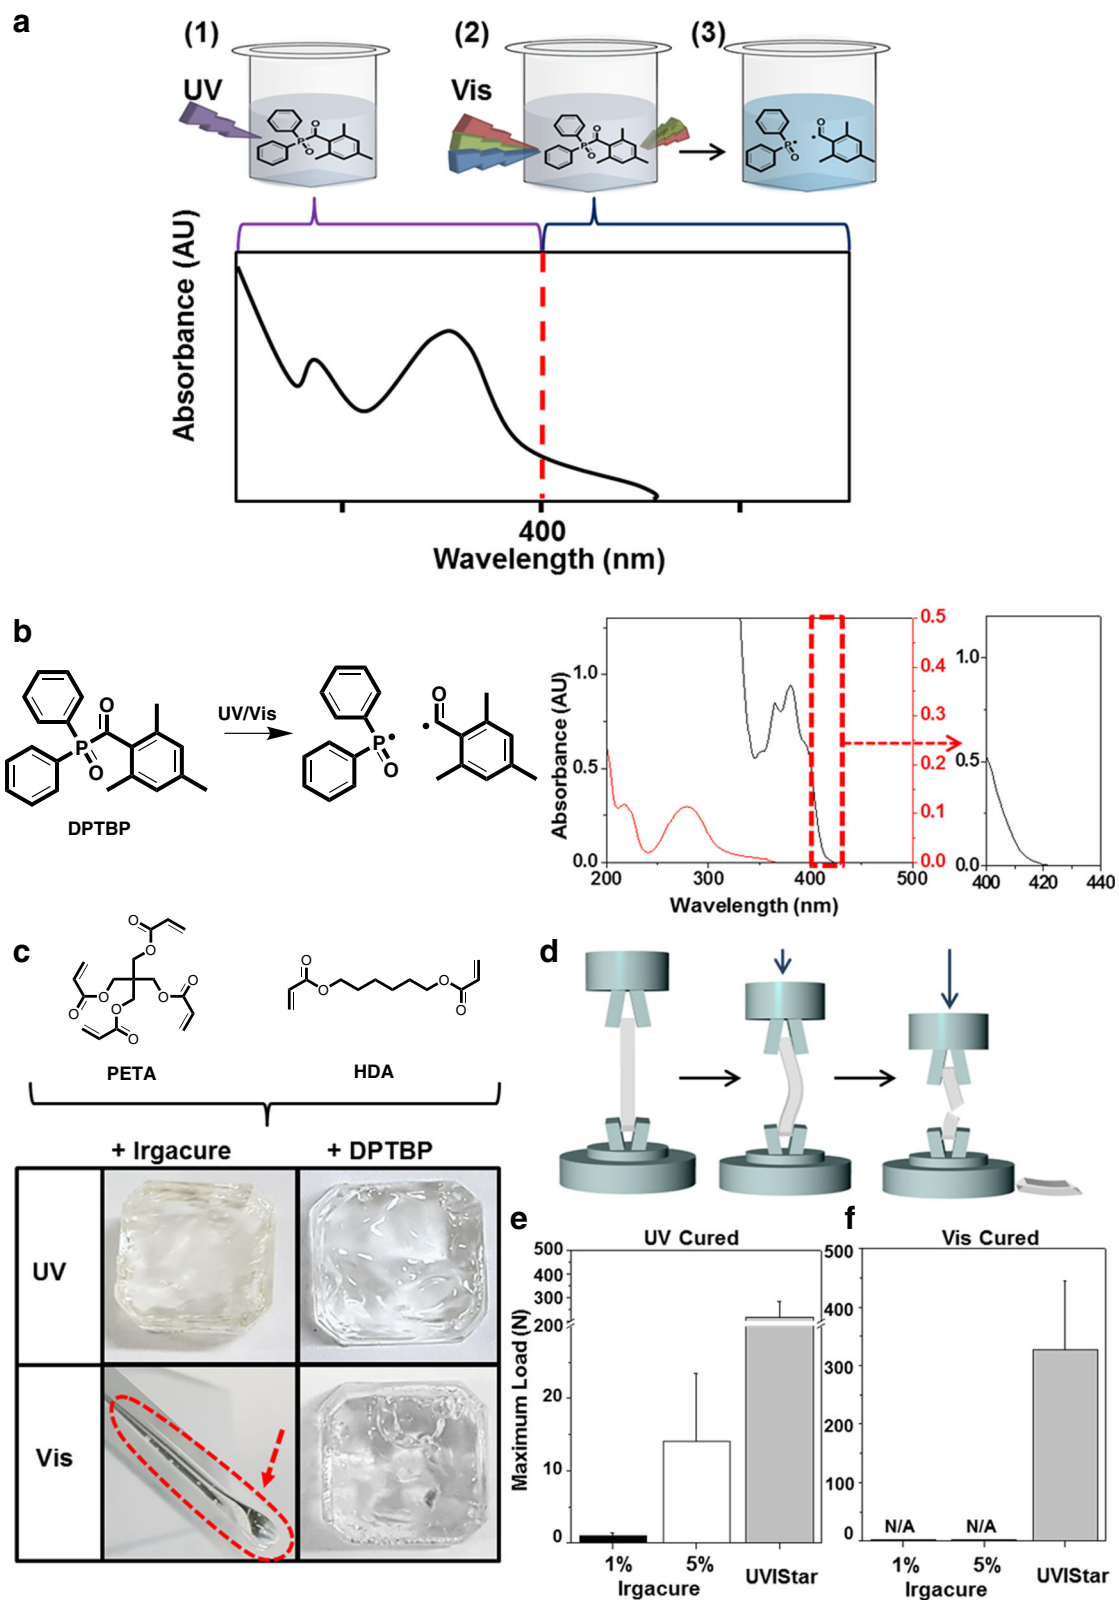 a
(1)
(2)
(3)
UV
Vis
P
O
O
P
O
O
P
O
O
Absorbance (AU)
400
Wavelength (nm)
b
O
P
O
DPTBP
UV/Vis
P
O
O
Absorbance (AU)
1.0
0.5
0.0
200
300
400
500
Wavelength (nm)
0.5
0.4
0.3
0.2
0.1
0.0
1.0
0.5
0.0
400
420
440
c
O
O
O
O
O
O
O
O
PETA
O
O
O
O
HDA
+ Irgacure
+ DPTBP
UV
Vis
d
e
UV Cured
Maximum Load (N)
500
400
300
200
20
10
0
1%
5%
Irgacure
UVIStar
f
Vis Cured
500
400
300
200
100
0
N/A
N/A
1%
5%
Irgacure
UVIStar